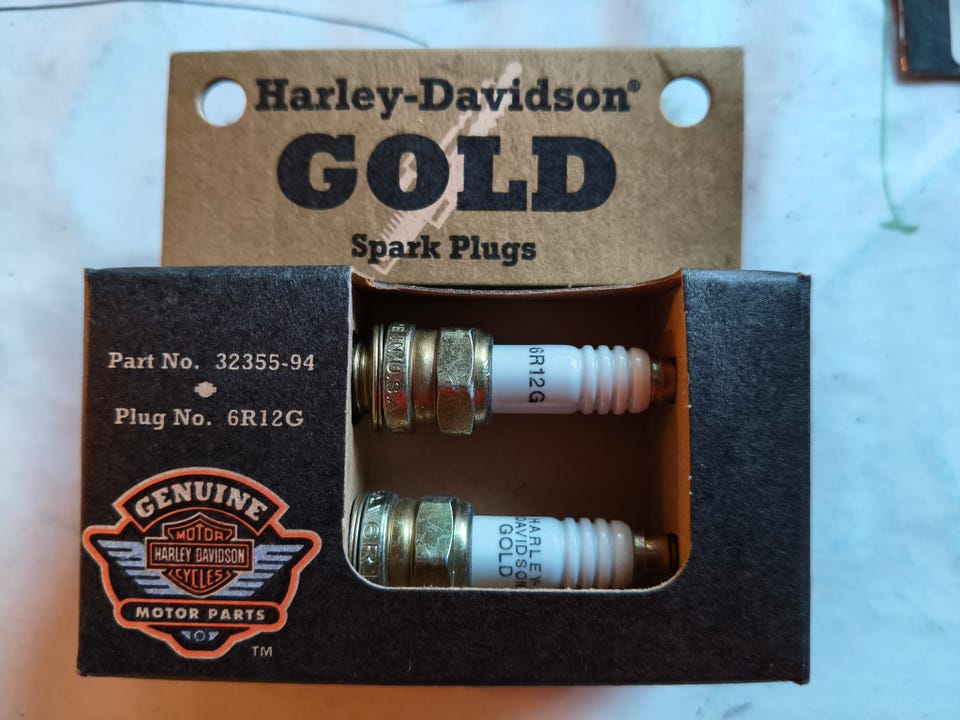 Harley-Davidson®
GOLD
Spark Plugs
Part No. 32355-94
Plug No. 6R12G
GENUINE
MOTOR
HARLEY DAVIDSON
CYCLES
MOTOR PARTS
TM
6R12G
HARLEY-
DAVIDSON
GOLD